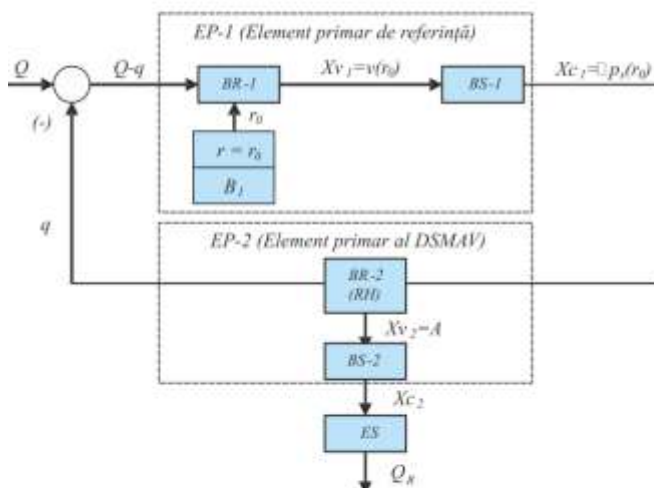 EP-1 (Element primar de referință)
Q
Q-q
BR-1
Xv₁=v(r₀)
BS-1
Xc₁=□pₛ(r₀)
(-)
r₀
r = r₀
B₁
q
EP-2 (Element primar al DSMAV)
BR-2
(RH)
Xv₂=A
BS-2
Xc₂
ES